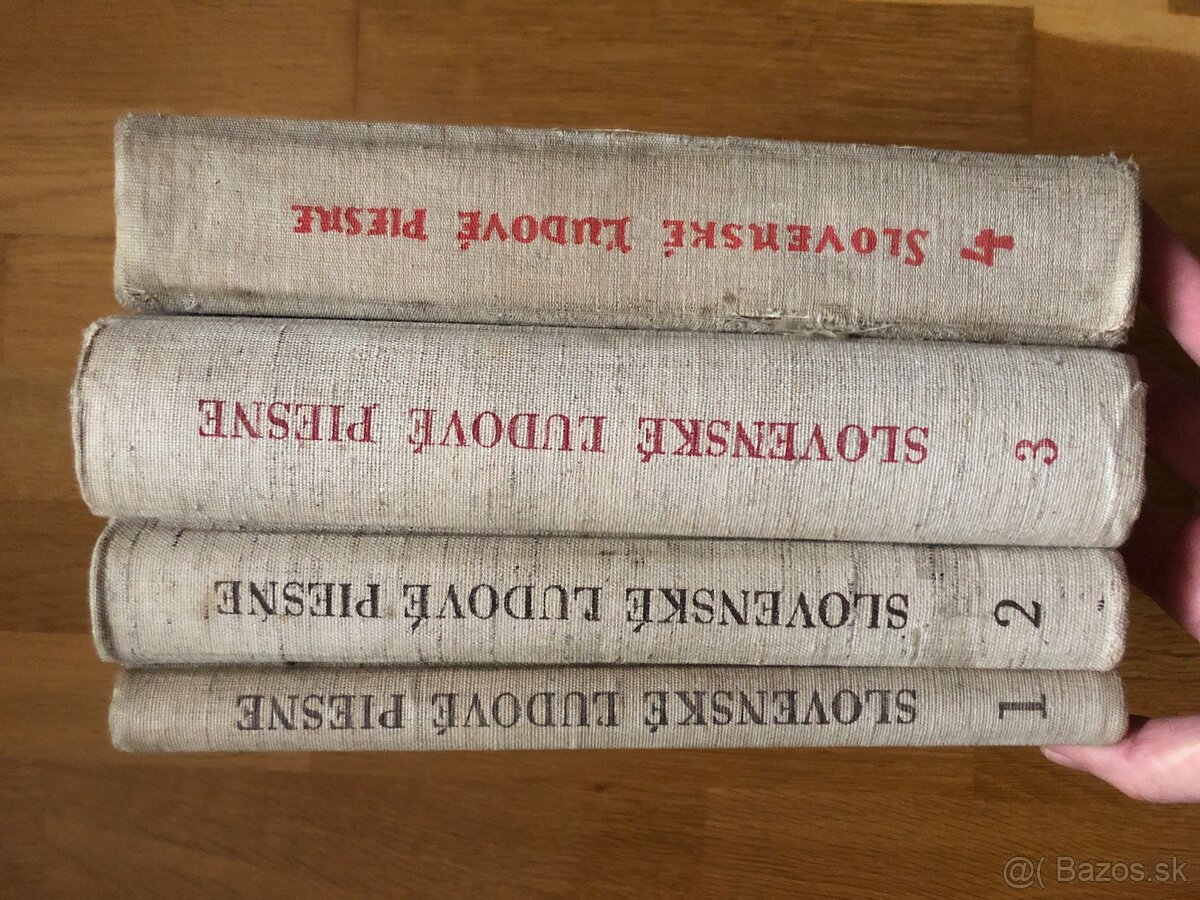 4 SLOVENSKÉ ĽUDOVÉ PIESNE
SLOVENSKÉ ĽUDOVÉ PIESNE 3
SLOVENSKÉ ĽUDOVÉ PIESNE 2
SLOVENSKÉ ĽUDOVÉ PIESNE 1
@( Bazos.sk